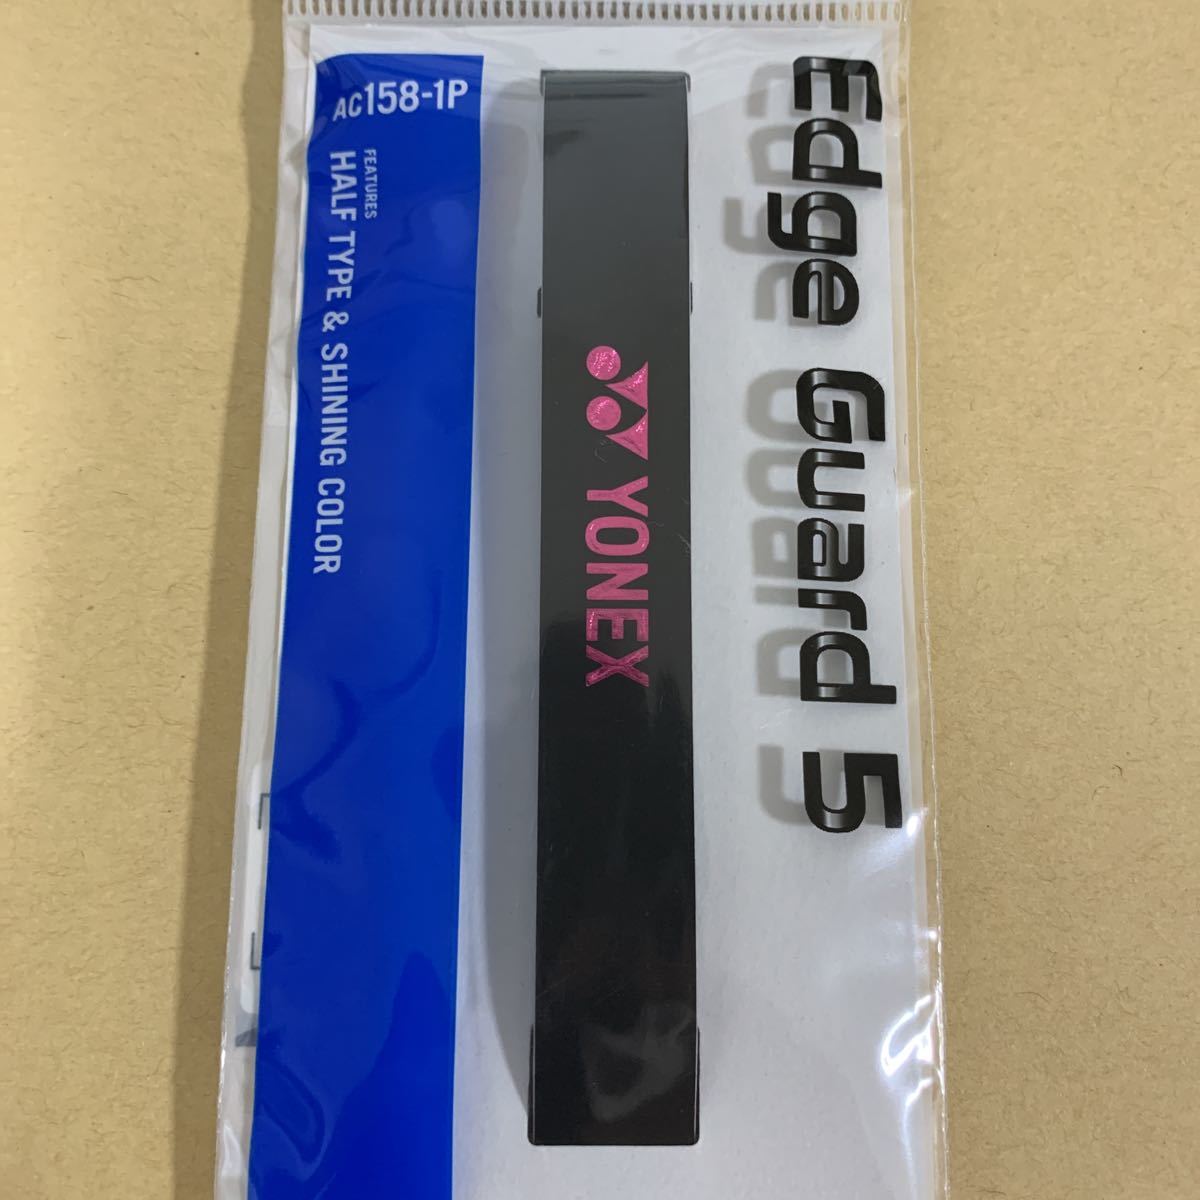 AC158-1P
FEATURES
HALF TYPE & SHINING COLOR
YONEX
Edge Guard 5